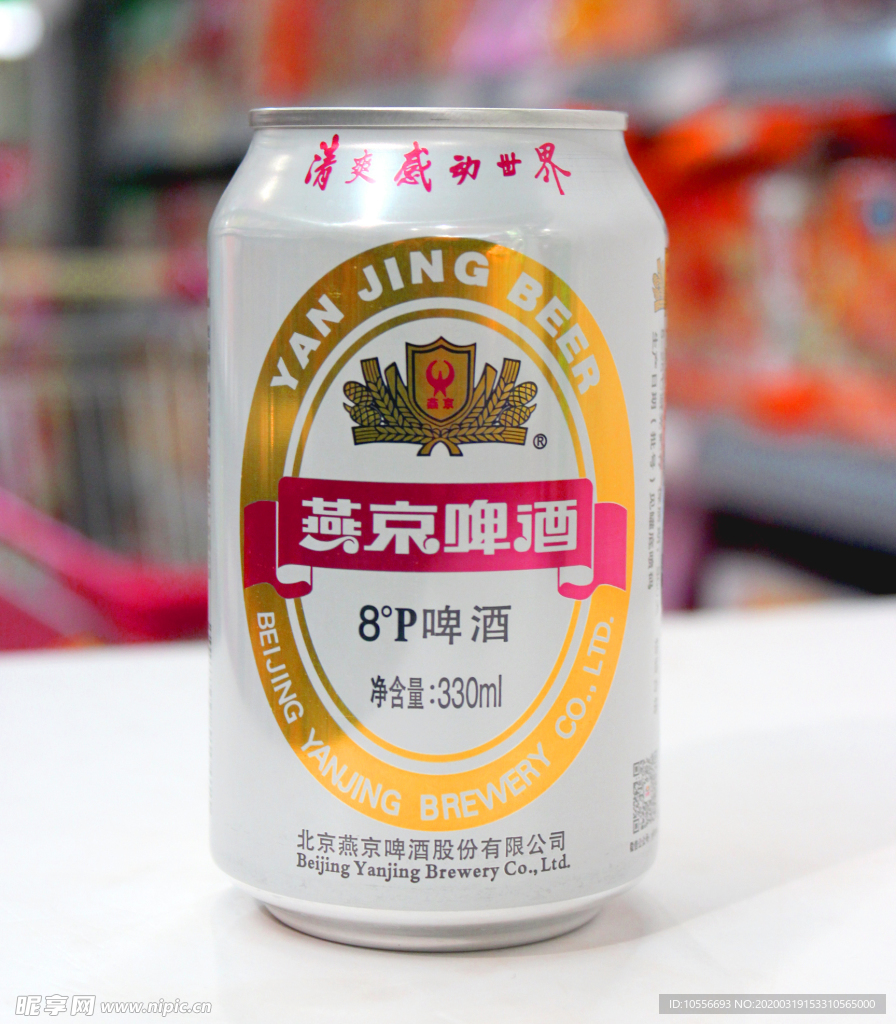 清爽感动世界
YAN JING BEER
燕京
®
燕京啤酒
8°P啤酒
净含量:330ml
BEIJING YANJING BREWERY CO., LTD.
北京燕京啤酒股份有限公司
Beijing Yanjing Brewery Co., Ltd.
昵享网 www.nipic.cn
ID:10556693 NO:20200319153310565000